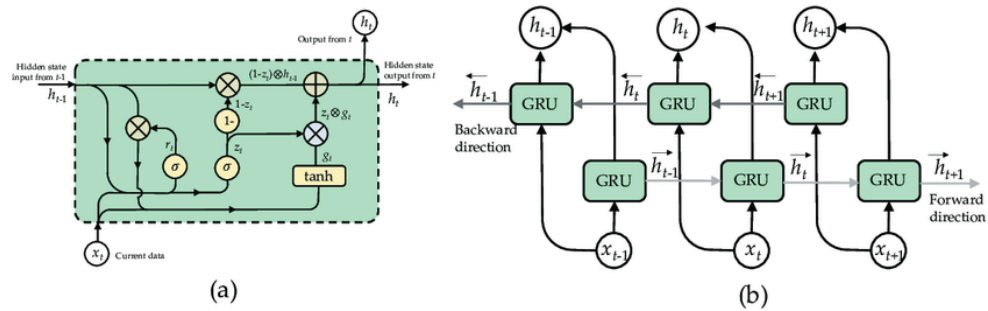 (a)
h_t
Output from t
Hidden state
input from t-1
h_{t-1}
(1-z_t)⊗h_{t-1}
Hidden state
output from t
h_t
1-z_t
1-
z_t⊗g_t
r_t
z_t
g_t
σ
σ
tanh
x_t
Current data
(b)
h_{t-1}
h_t
h_{t+1}
←h_{t-1}
GRU
←h_t
GRU
←h_{t+1}
GRU
Backward
direction
GRU
→h_{t-1}
GRU
→h_t
GRU
→h_{t+1}
Forward
direction
x_{t-1}
x_t
x_{t+1}